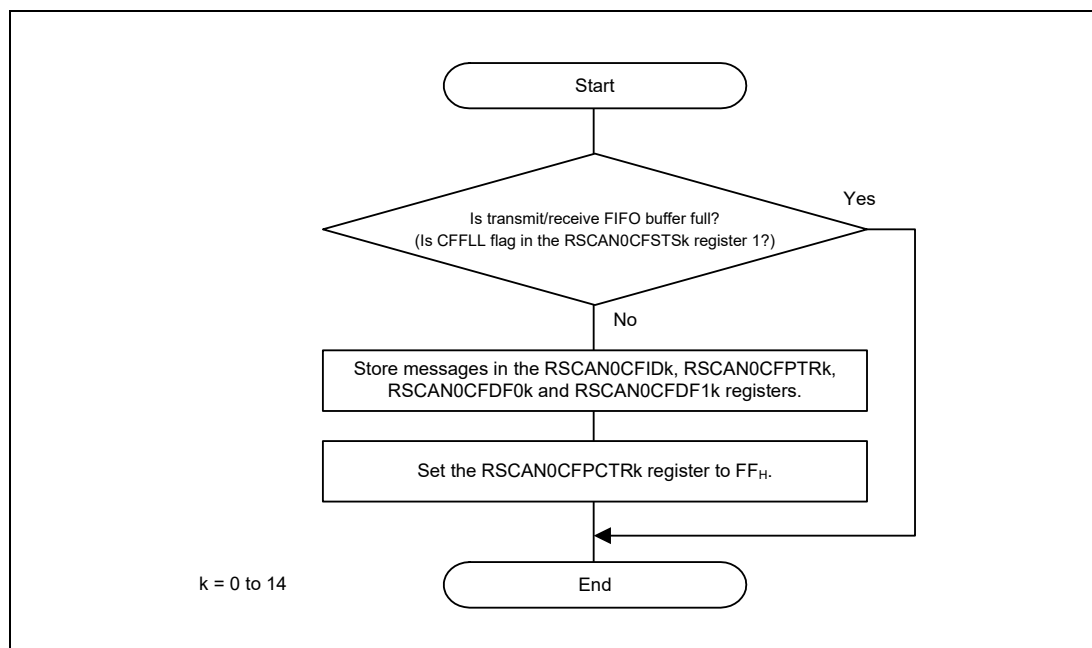 Start
Yes
Is transmit/receive FIFO buffer full?
(Is CFFLL flag in the RSCAN0CFSTSk register 1?)
No
Store messages in the RSCAN0CFIDk, RSCAN0CFPTRk,
RSCAN0CFDF0k and RSCAN0CFDF1k registers.
Set the RSCAN0CFPCTRk register to FFH.
k = 0 to 14
End